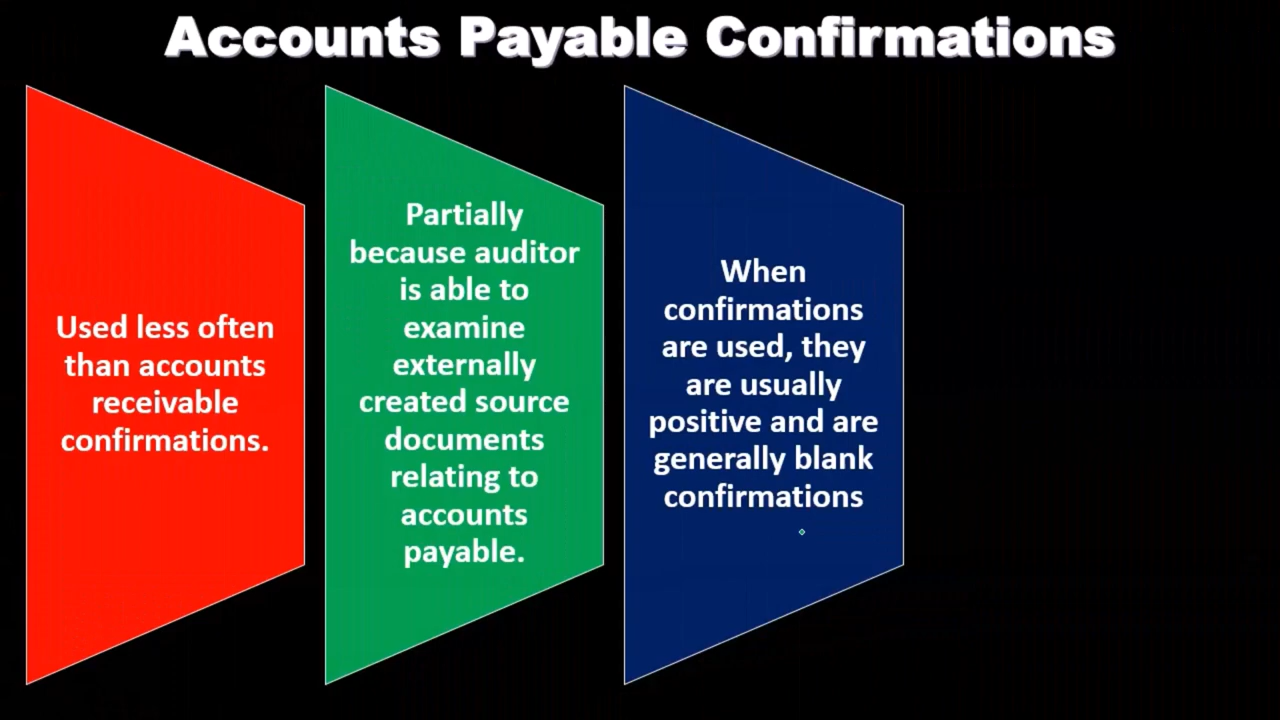 Accounts Payable Confirmations
Used less often
than accounts
receivable
confirmations.
Partially
because auditor
is able to
examine
externally
created source
documents
relating to
accounts
payable.
When
confirmations
are used, they
are usually
positive and are
generally blank
confirmations